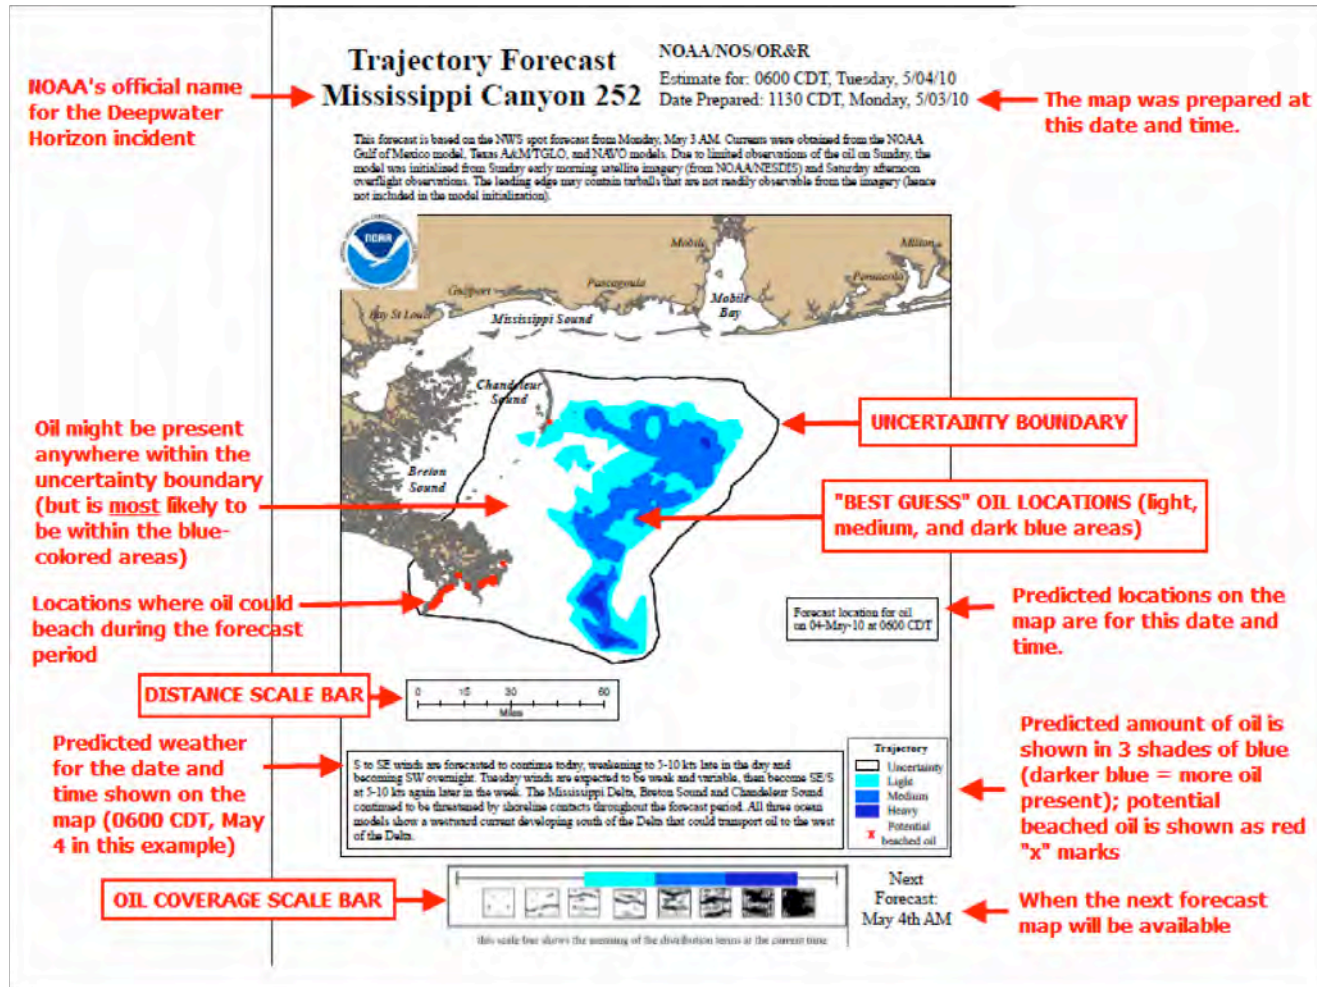 Trajectory Forecast
Mississippi Canyon 252
NOAA/NOS/OR&R
Estimate for: 0600 CDT, Tuesday, 5/04/10
Date Prepared: 1130 CDT, Monday, 5/03/10
NOAA's official name
for the Deepwater
Horizon incident
The map was prepared at
this date and time.
This forecast is based on the NWS spot forecast from Monday, May 3 AM. Currents were obtained from the NOAA
Gulf of Mexico model, Texas A&M/TGLO, and NAVO models. Due to limited observations of the oil on Sunday, the
model was initialized from Sunday early morning satellite imagery (from NOAA/NESDIS) and Saturday afternoon
overflight observations. The leading edge may contain tarballs that are not readily observable from the imagery (hence
not included in the model initialization).
NOAA
Mobile
Milton
Pensacola
Pascagoula
Gulfport
Bay St Louis
Mobile
Bay
Mississippi Sound
Chandeleur
Sound
Breton
Sound
UNCERTAINTY BOUNDARY
Oil might be present
anywhere within the
uncertainty boundary
(but is most likely to
be within the blue-
colored areas)
"BEST GUESS" OIL LOCATIONS (light,
medium, and dark blue areas)
Locations where oil could
beach during the forecast
period
Forecast location for oil
on 04-May-10 at 0600 CDT
Predicted locations on the
map are for this date and
time.
DISTANCE SCALE BAR
0 15 30 60
Miles
Predicted weather
for the date and
time shown on the
map (0600 CDT, May
4 in this example)
S to SE winds are forecasted to continue today, weakening to 5-10 kts late in the day and
becoming SW overnight. Tuesday winds are expected to be weak and variable, then become SE/S
at 5-10 kts again later in the week. The Mississippi Delta, Breton Sound and Chandeleur Sound
continued to be threatened by shoreline contacts throughout the forecast period. All three ocean
models show a westward current developing south of the Delta that could transport oil to the west
of the Delta.
Trajectory
Uncertainty
Light
Medium
Heavy
x Potential
beached oil
Predicted amount of oil is
shown in 3 shades of blue
(darker blue = more oil
present); potential
beached oil is shown as red
"x" marks
OIL COVERAGE SCALE BAR
this scale bar shows the meaning of the distribution terms at the current time
Next
Forecast:
May 4th AM
When the next forecast
map will be available